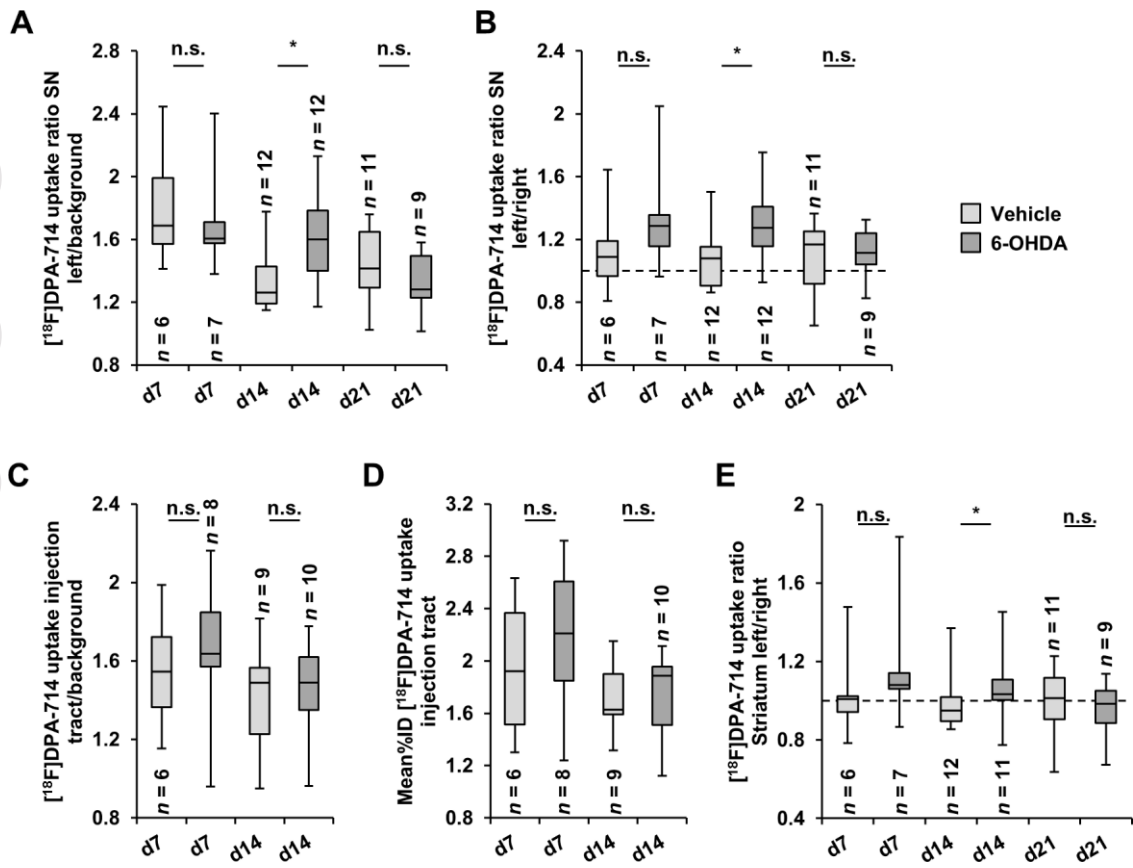 A
[¹⁸F]DPA-714 uptake ratio SN
left/background
2.8
2.4
2
1.6
1.2
0.8
n.s.
*
n.s.
n = 6
n = 7
n = 12
n = 12
n = 11
n = 9
d7
d7
d14
d14
d21
d21
B
[¹⁸F]DPA-714 uptake ratio SN
left/right
2.4
2
1.6
1.2
0.8
0.4
n.s.
*
n.s.
n = 6
n = 7
n = 12
n = 12
n = 11
n = 9
d7
d7
d14
d14
d21
d21
Vehicle
6-OHDA
C
[¹⁸F]DPA-714 uptake injection
tract/background
2.4
2
1.6
1.2
0.8
n.s.
n.s.
n = 6
n = 8
n = 9
n = 10
d7
d7
d14
d14
D
Mean%ID [¹⁸F]DPA-714 uptake
injection tract
3.2
2.8
2.4
2
1.6
1.2
0.8
n.s.
n.s.
n = 6
n = 8
n = 9
n = 10
d7
d7
d14
d14
E
[¹⁸F]DPA-714 uptake ratio
Striatum left/right
2
1.6
1.2
0.8
0.4
n.s.
*
n.s.
n = 6
n = 7
n = 12
n = 11
n = 11
n = 9
d7
d7
d14
d14
d21
d21